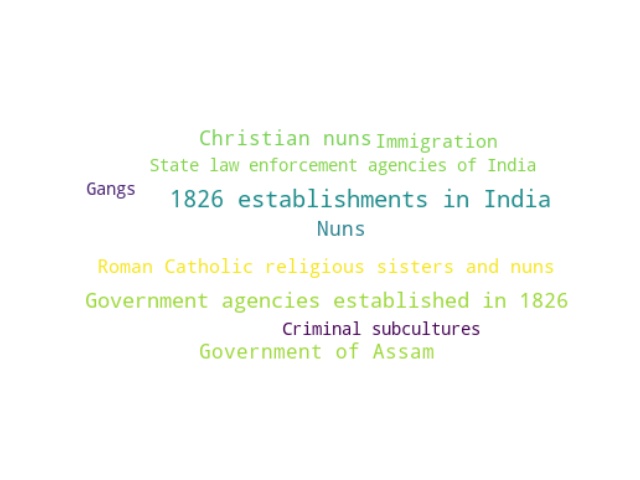 Christian nuns Immigration
State law enforcement agencies of India
Gangs
1826 establishments in India
Nuns
Roman Catholic religious sisters and nuns
Government agencies established in 1826
Criminal subcultures
Government of Assam